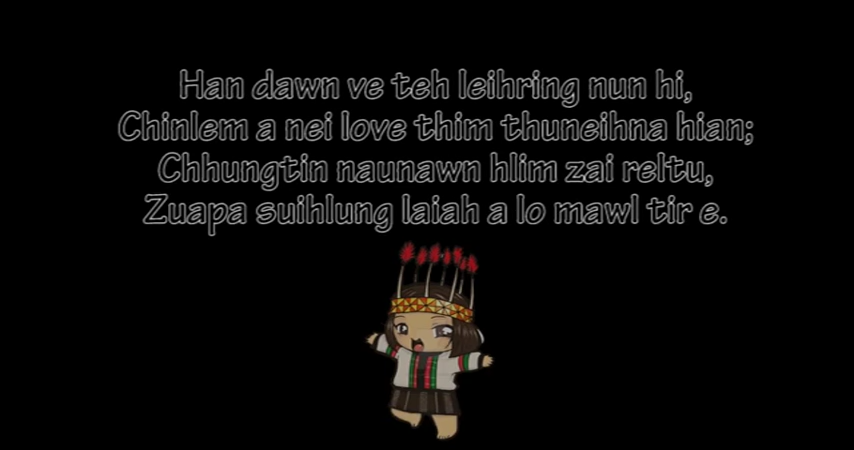 Han dawn ve teh leihring nun hi,
Chinlem a nei love thim thuneihna hian;
Chhungtin naunawn hlim zai reltu,
Zuapa suihlung laiah a lo mawl tir e.